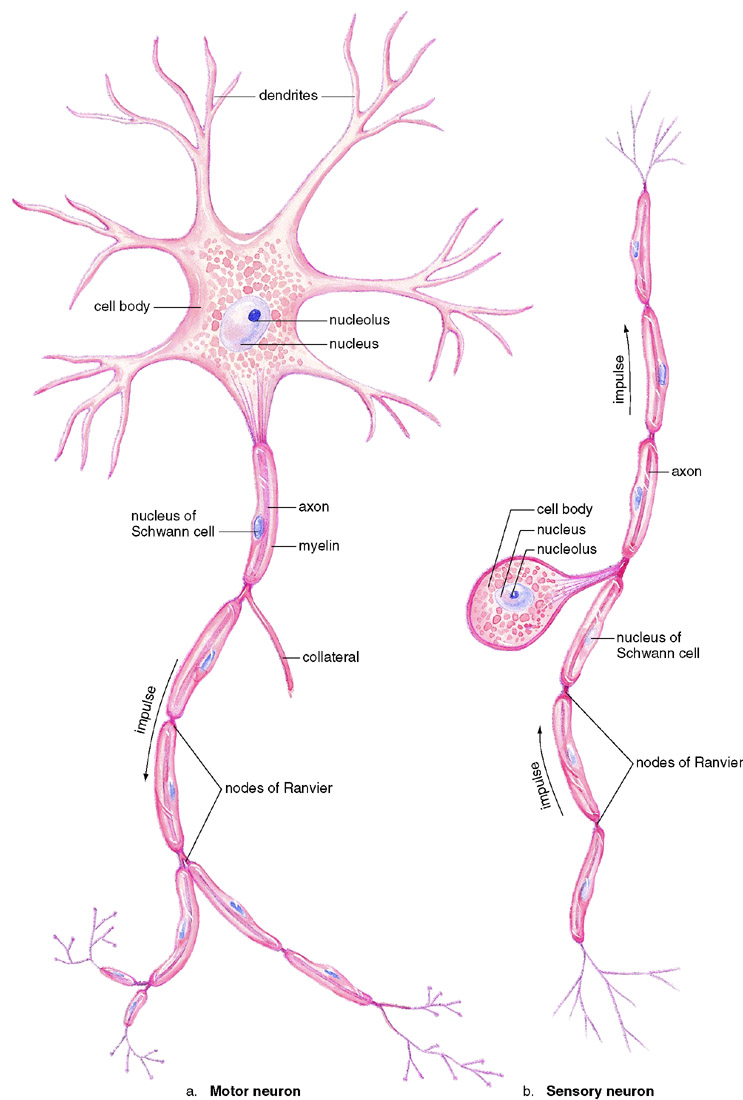 dendrites
cell body
nucleolus
nucleus
impulse
axon
axon
nucleus of
Schwann cell
myelin
cell body
nucleus
nucleolus
collateral
nucleus of
Schwann cell
impulse
nodes of Ranvier
nodes of Ranvier
impulse
a. Motor neuron
b. Sensory neuron